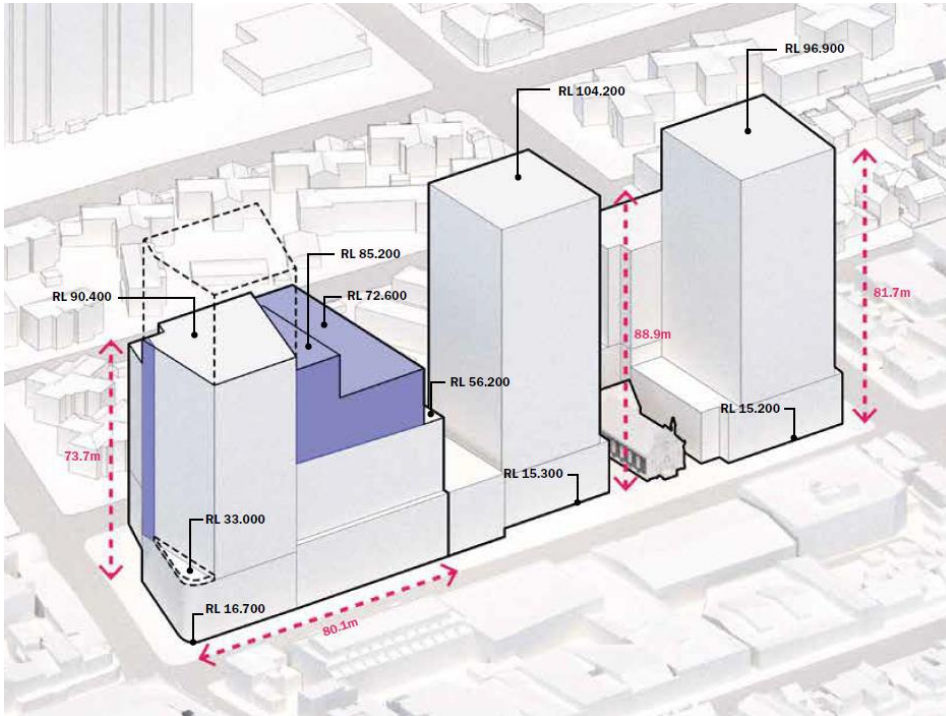 RL 96.900
RL 104.200
RL 85.200
RL 90.400
RL 72.600
81.7m
88.9m
RL 56.200
RL 15.200
73.7m
RL 15.300
RL 33.000
RL 16.700
80.1m